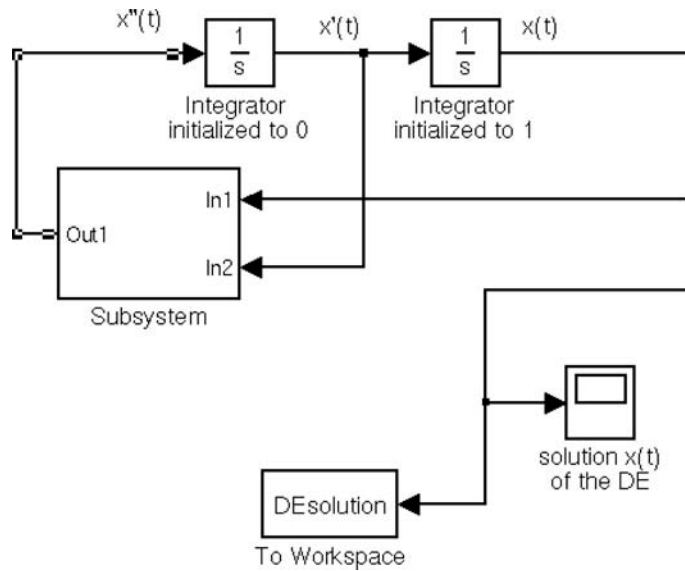 x"(t)
x'(t)
x(t)
1
s
1
s
Integrator
initialized to 0
Integrator
initialized to 1
In1
Out1
In2
Subsystem
solution x(t)
of the DE
DEsolution
To Workspace